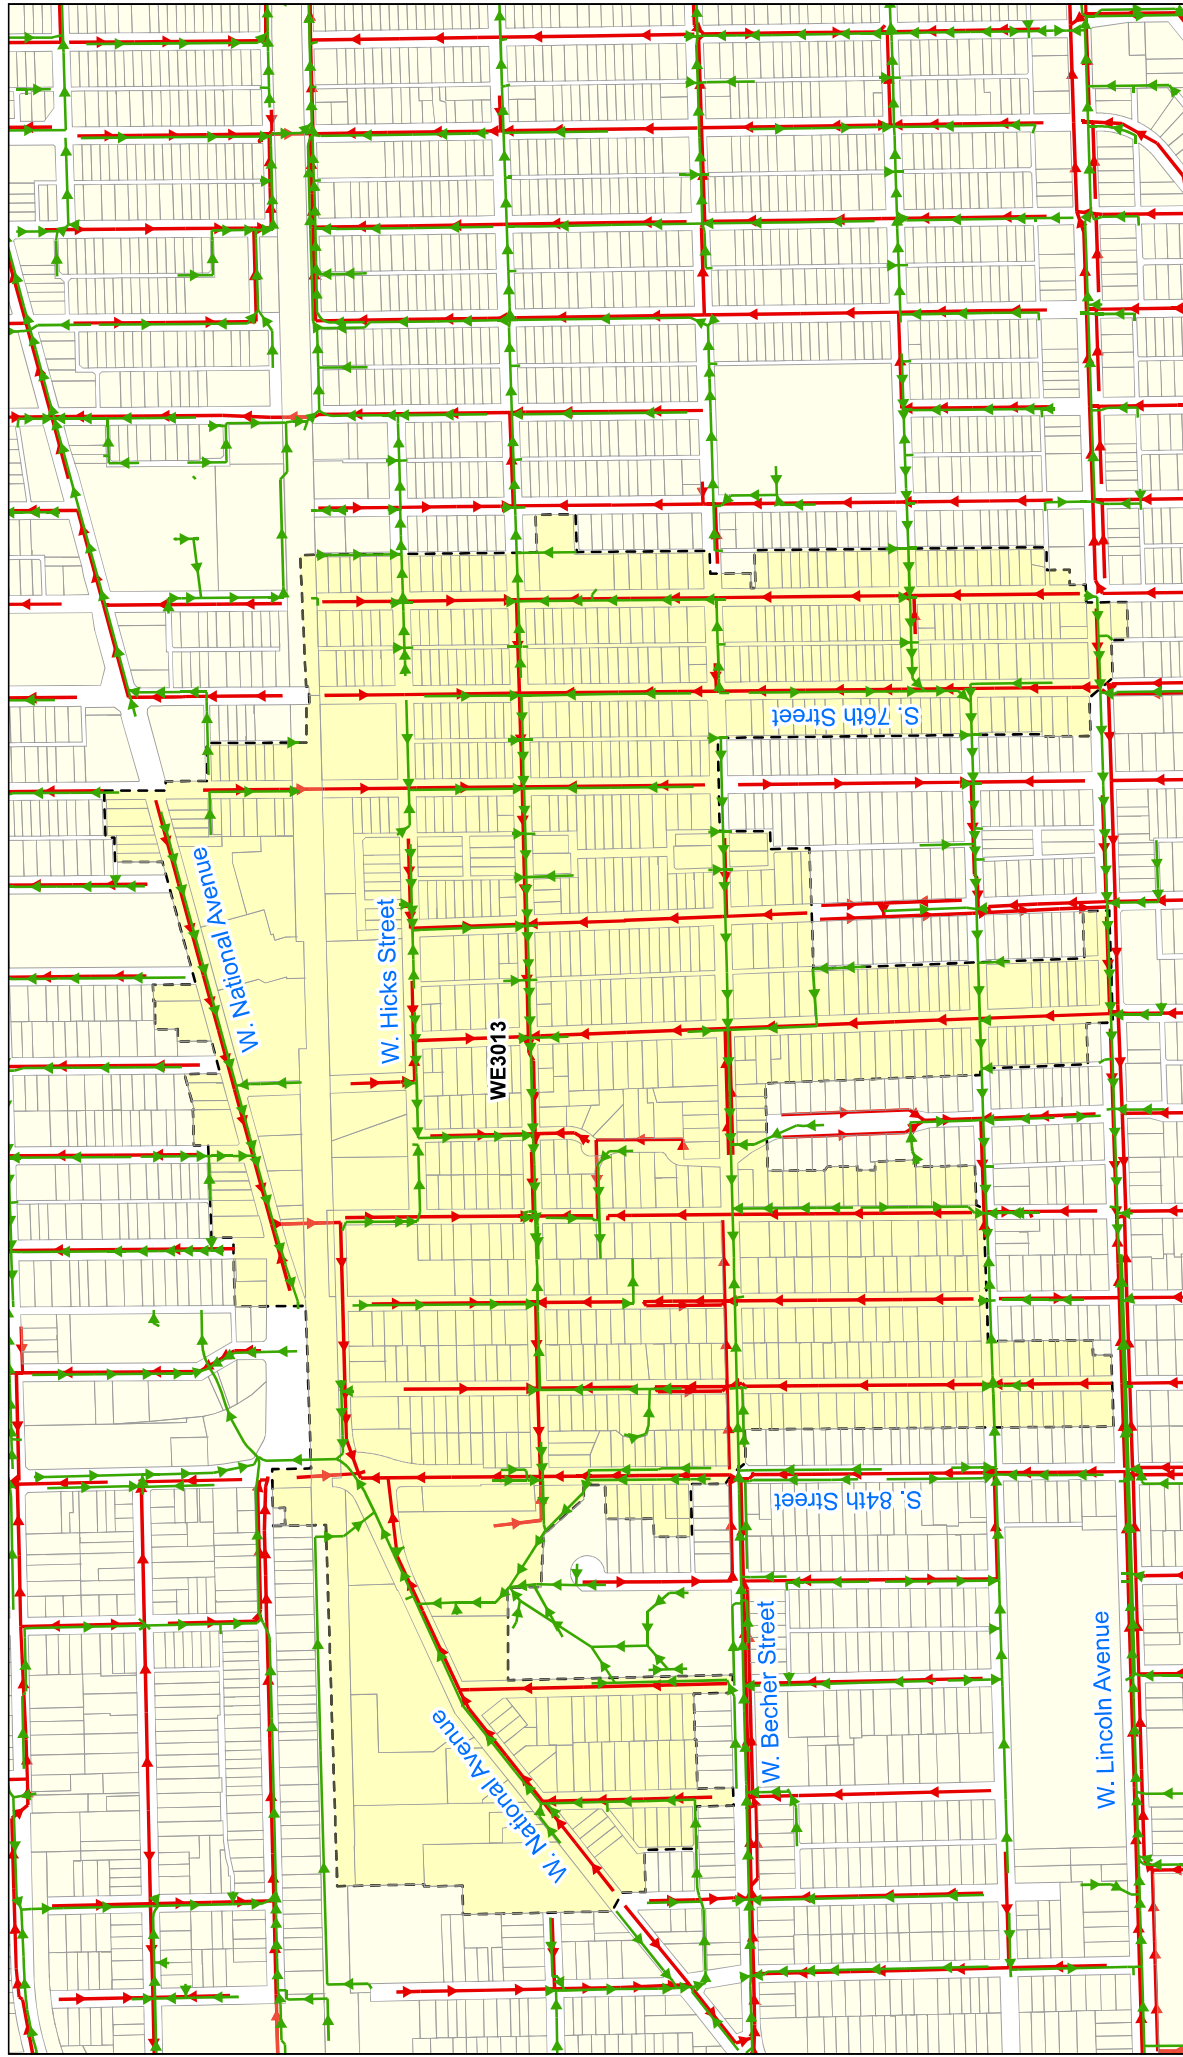 S. 76th Street
W. National Avenue
W. Hicks Street
WE3013
S. 84th Street
W. Becher Street
W. Lincoln Avenue
W. National Avenue